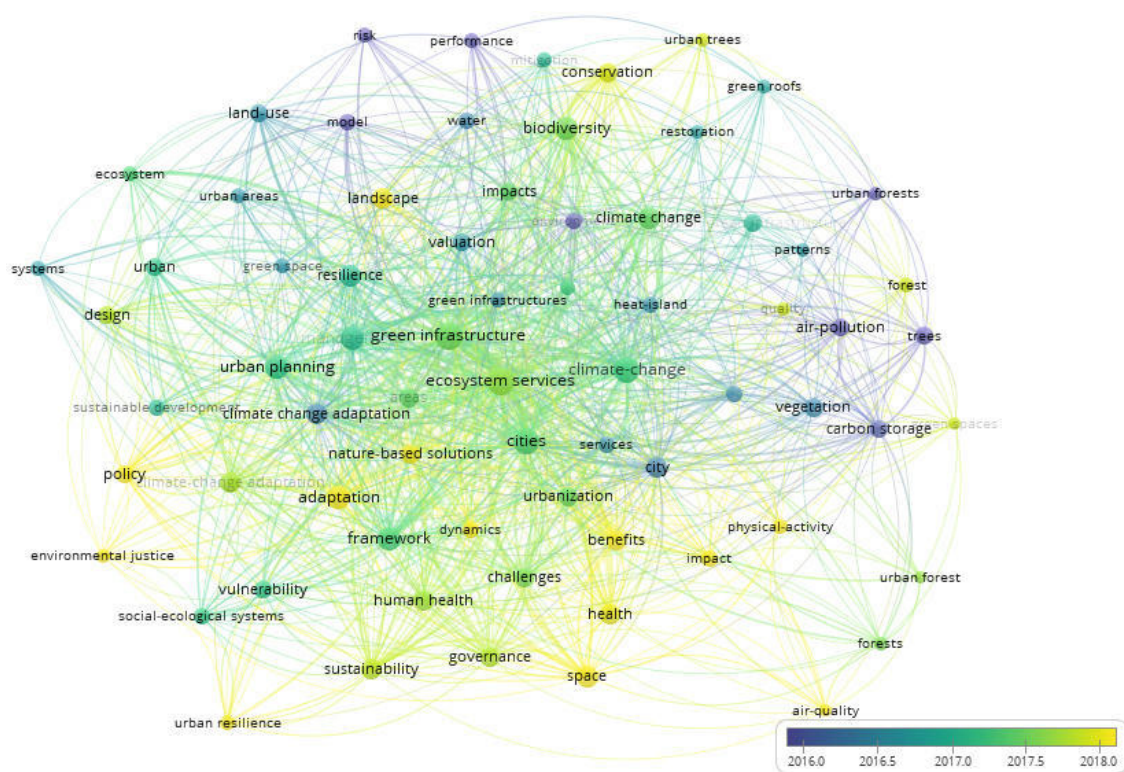 risk
performance
urban trees
mitigation
conservation
green roofs
land-use
model
water
biodiversity
restoration
ecosystem
urban areas
landscape
impacts
urban forests
climate change
valuation
patterns
systems
urban
green space
resilience
green infrastructures
heat-island
forest
design
quality
air-pollution
green infrastructure
trees
urban planning
climate-change
ecosystem services
areas
sustainable development
climate change adaptation
vegetation
green spaces
carbon storage
cities
services
nature-based solutions
city
policy
climate-change adaptation
adaptation
urbanization
dynamics
physical-activity
framework
benefits
environmental justice
impact
challenges
urban forest
vulnerability
human health
social-ecological systems
health
forests
governance
sustainability
space
urban resilience
air-quality
2016.0 2016.5 2017.0 2017.5 2018.0